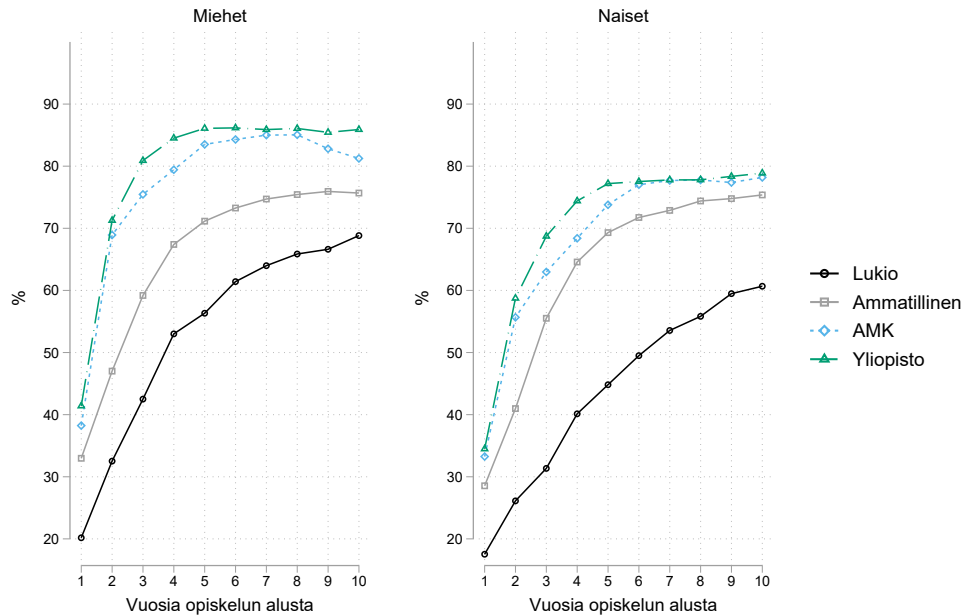 Miehet
90
80
70
60
50
40
30
20
%
1 2 3 4 5 6 7 8 9 10
Vuosia opiskelun alusta
Naiset
90
80
70
60
50
40
30
20
%
1 2 3 4 5 6 7 8 9 10
Vuosia opiskelun alusta
Lukio
Ammatillinen
AMK
Yliopisto